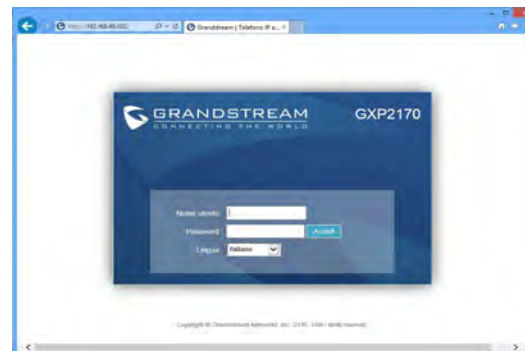 Grandstream | Telefono IP e...
GRANDSTREAM
CONNECTING THE WORLD
GXP2170
Nome utente
Password
Accedi
Lingua
Italiano